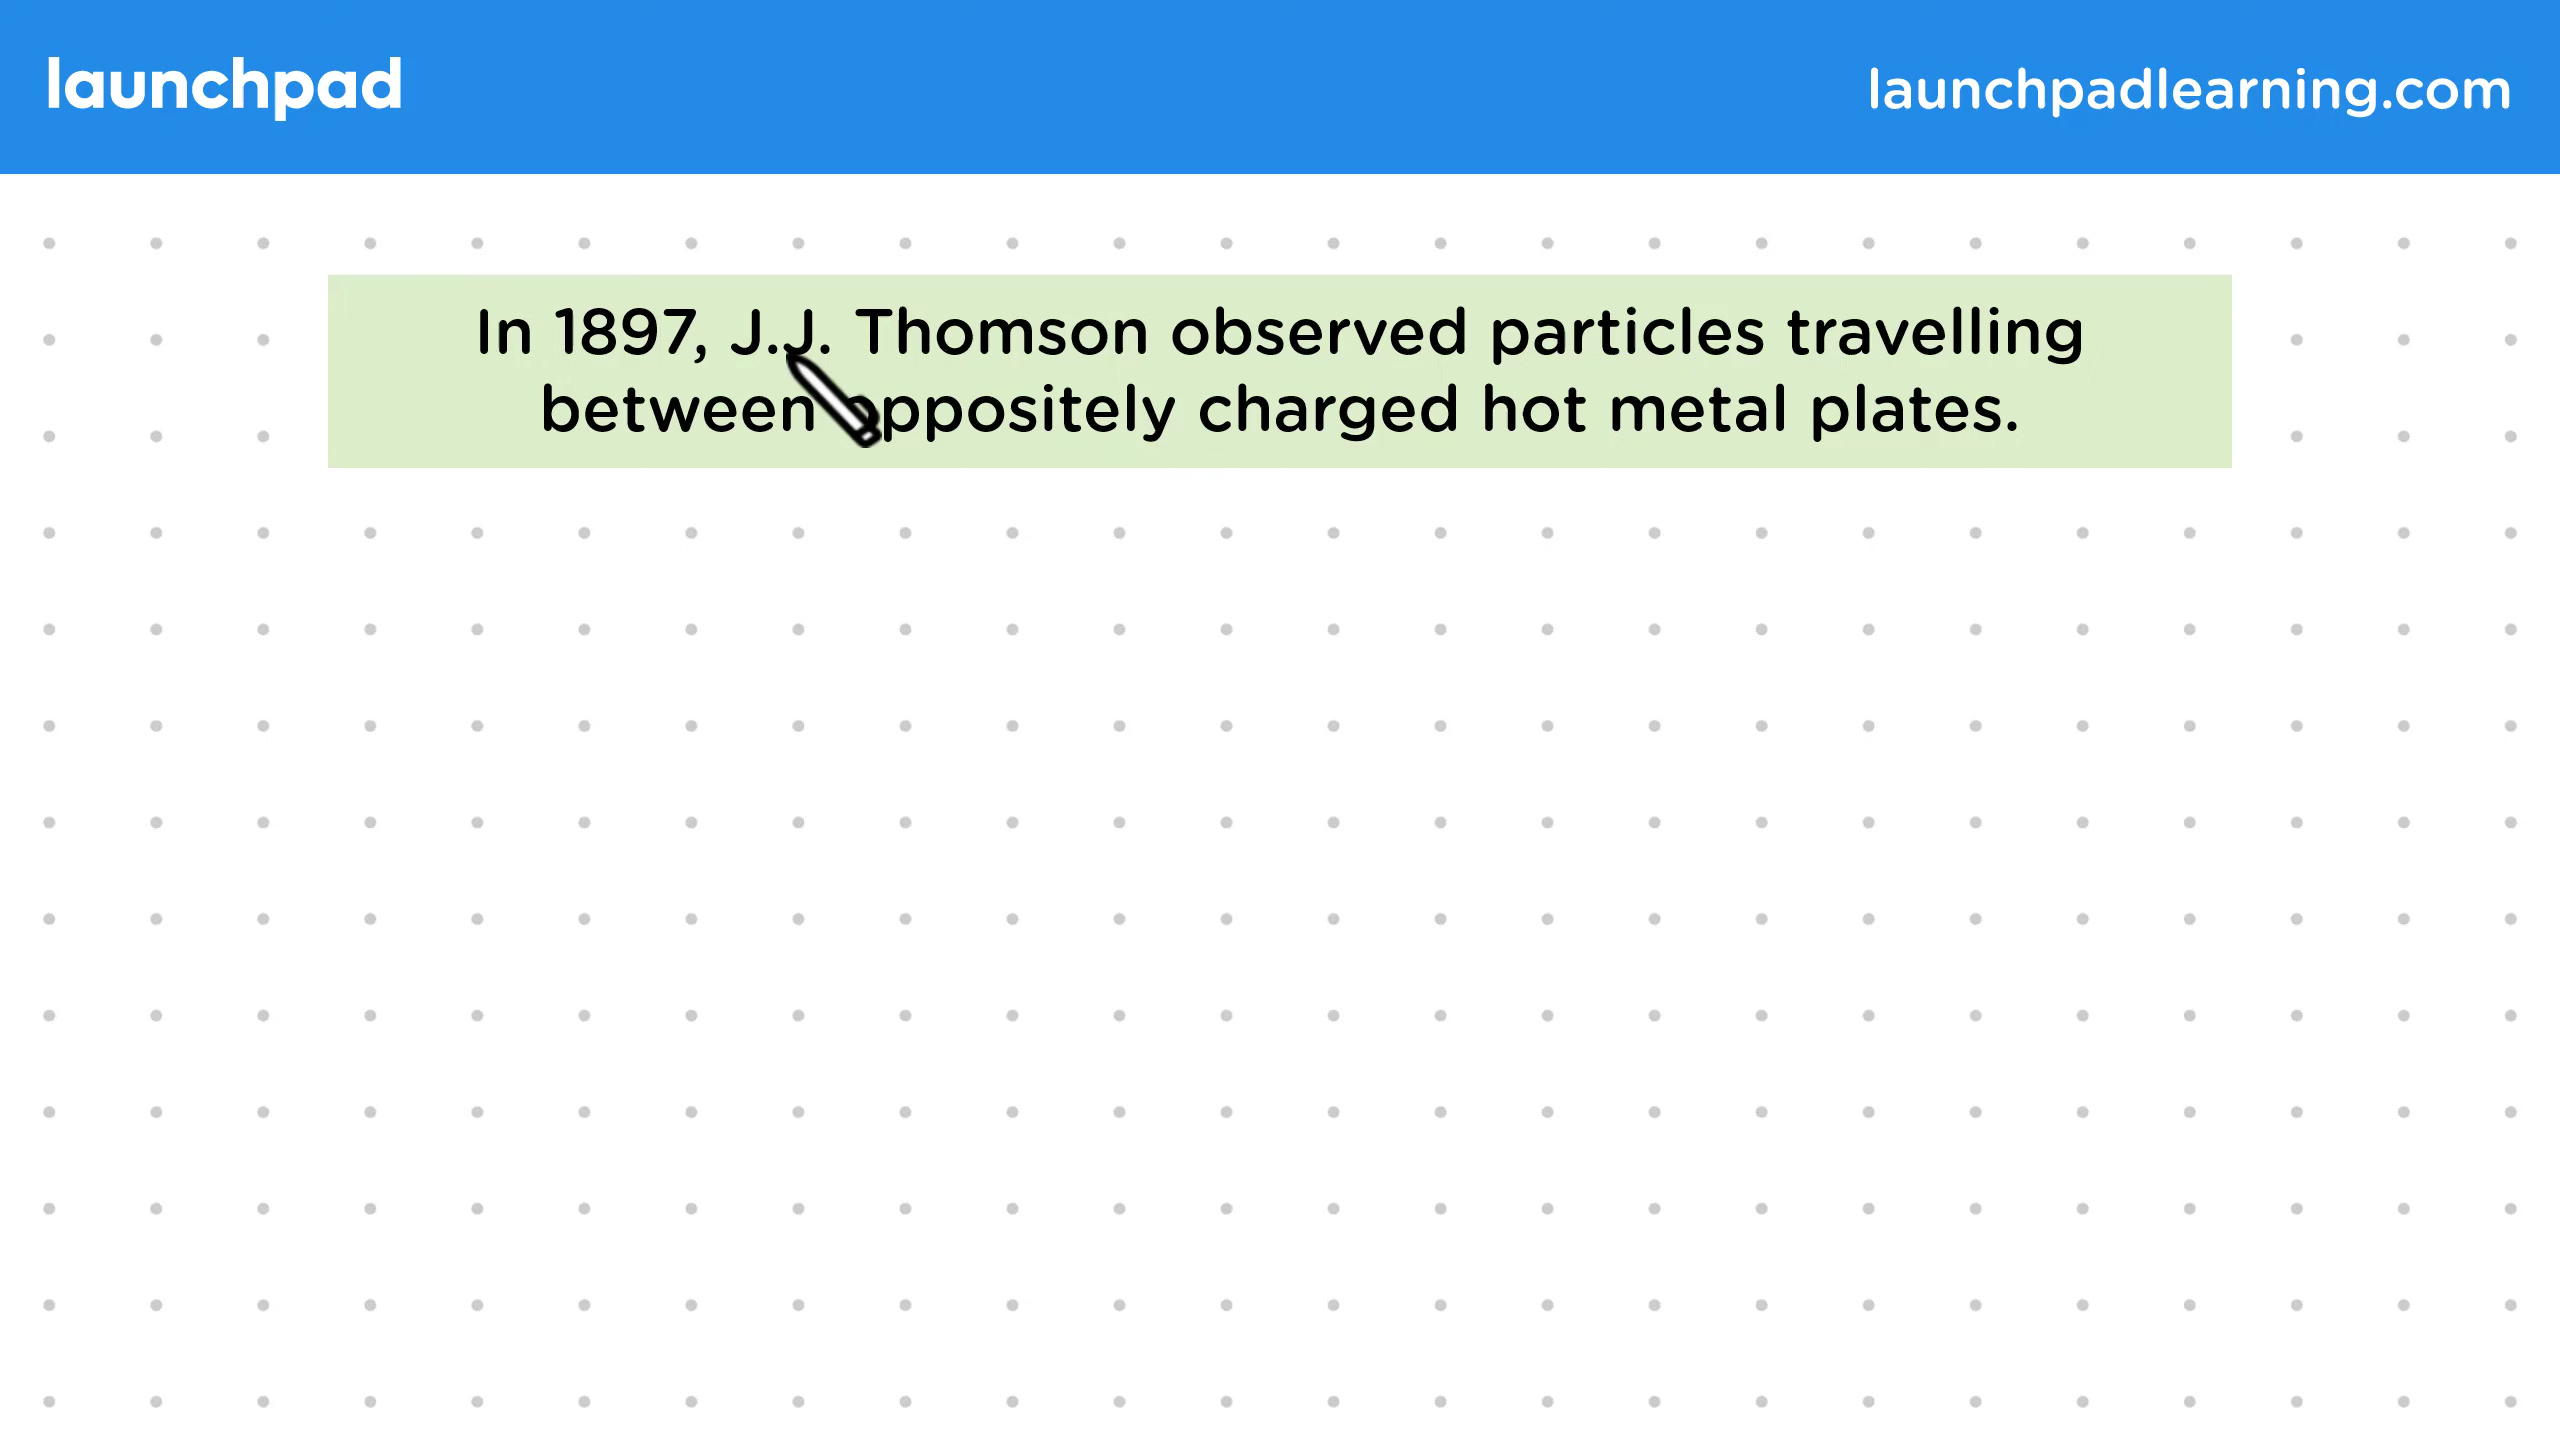 launchpad
launchpadlearning.com
In 1897, J.J. Thomson observed particles travelling
between oppositely charged hot metal plates.